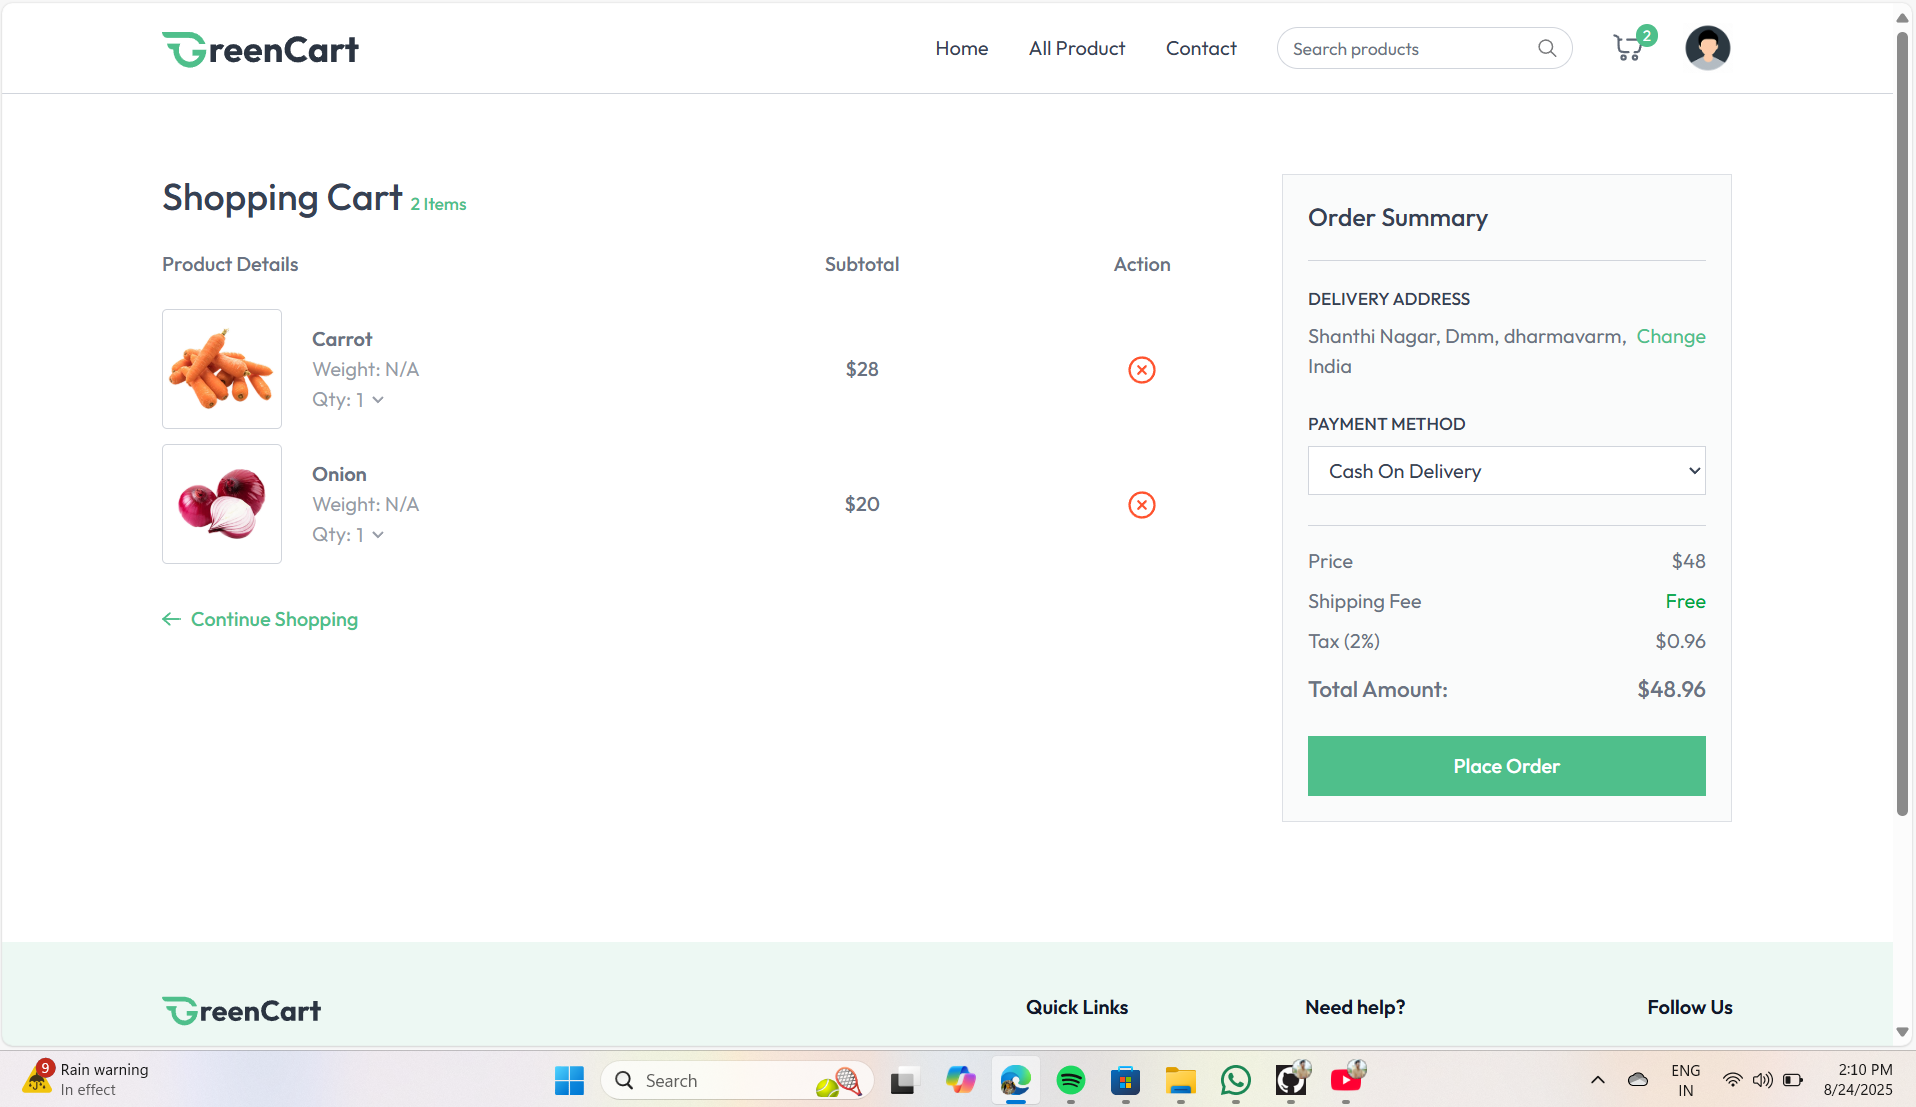 GreenCart
Home
All Product
Contact
Search products
2
Shopping Cart 2 Items
Product Details
Subtotal
Action
Carrot
Weight: N/A
Qty: 1
$28
Onion
Weight: N/A
Qty: 1
$20
Continue Shopping
Order Summary
DELIVERY ADDRESS
Shanthi Nagar, Dmm, dharmavarm,
India
Change
PAYMENT METHOD
Cash On Delivery
Price $48
Shipping Fee Free
Tax (2%) $0.96
Total Amount: $48.96
Place Order
GreenCart
Quick Links
Need help?
Follow Us
9
Rain warning
In effect
Search
ENG
IN
2:10 PM
8/24/2025